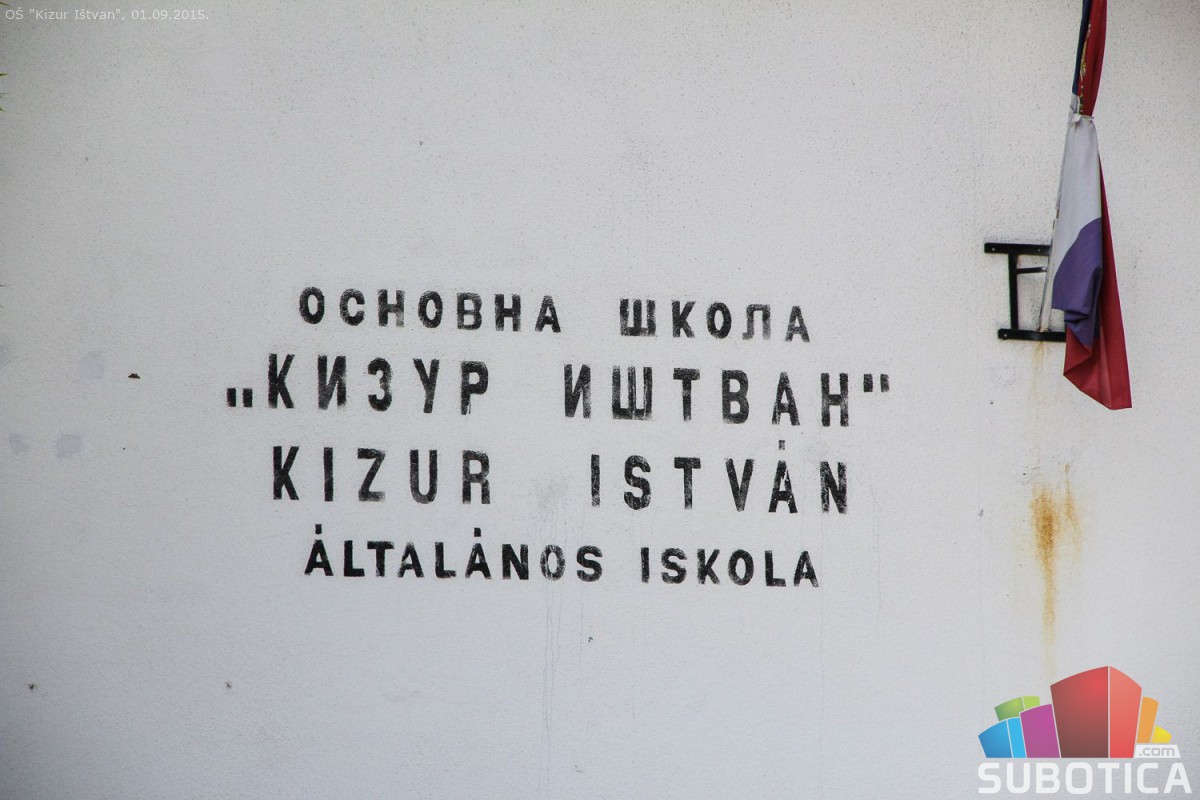 OŠ "Kizur Ištvan", 01.09.2015.
ОСНОВНА ШКОЛА
„КИЗУР ИШТВАН"
KIZUR ISTVÁN
ÁLTALÁNOS ISKOLA
.com
SUBOTICA